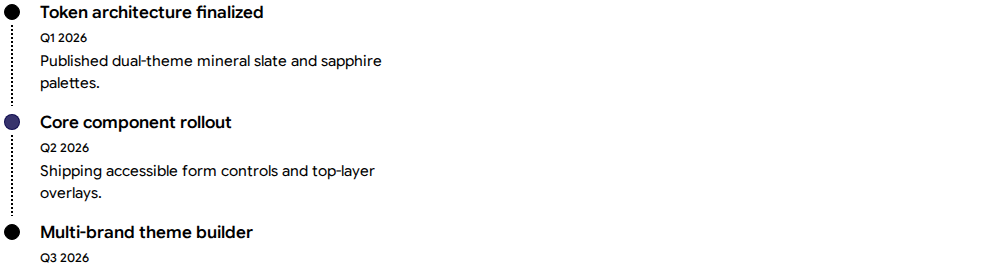 Token architecture finalized
Q1 2026
Published dual-theme mineral slate and sapphire
palettes.
Core component rollout
Q2 2026
Shipping accessible form controls and top-layer
overlays.
Multi-brand theme builder
Q3 2026